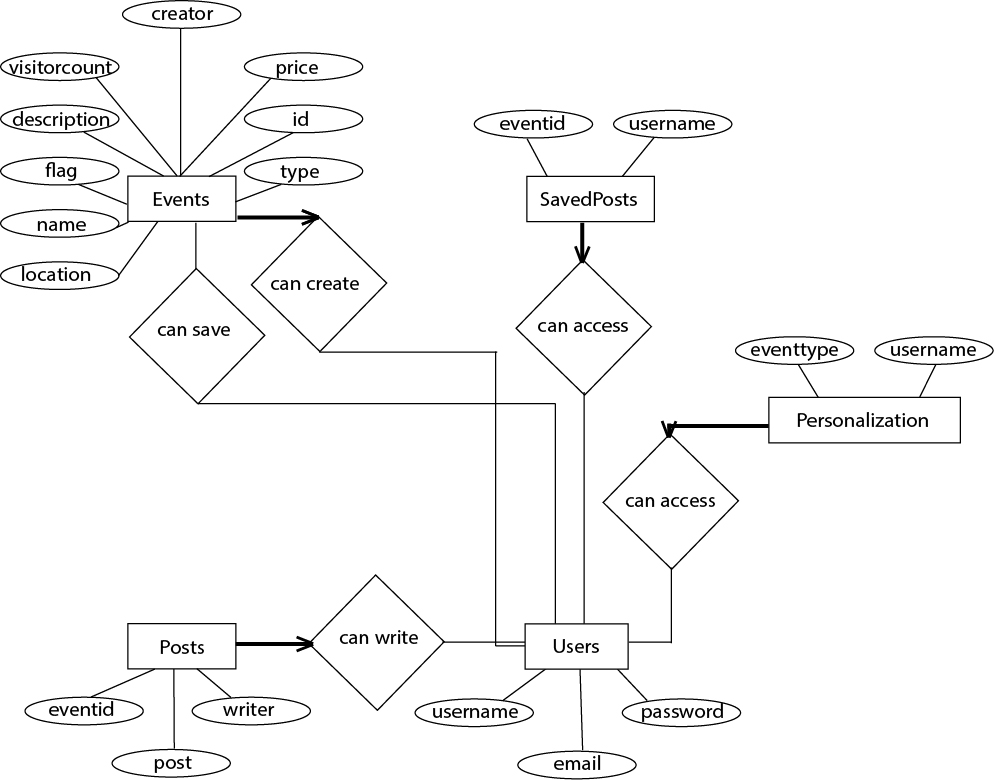 creator
visitorcount
price
description
id
eventid
username
flag
type
Events
SavedPosts
name
location
can create
can save
can access
eventtype
username
Personalization
can access
can write
Posts
Users
eventid
writer
username
password
post
email